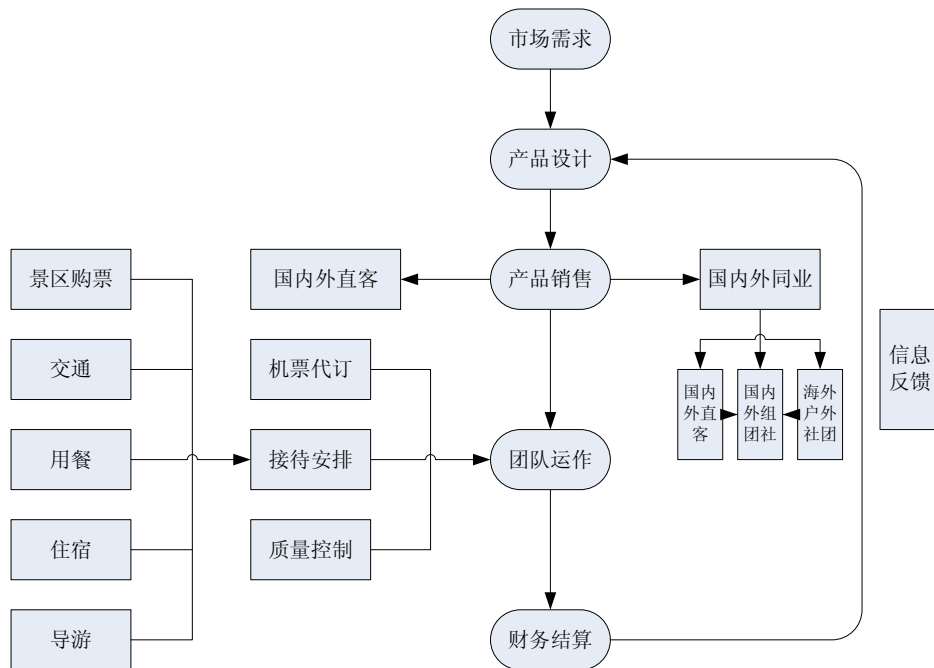 市场需求
产品设计
景区购票
国内外直客
产品销售
国内外同业
交通
机票代订
国内
外直
客
国内
外组
团社
海外
户外
社团
信息
反馈
用餐
接待安排
团队运作
住宿
质量控制
导游
财务结算